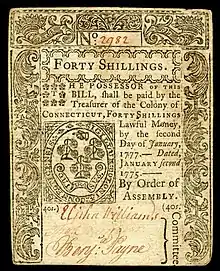 No 2982
FORTY SHILLINGS.
THE POSSESSOR OF THIS
BILL, shall be paid by the
Treasurer of the Colony of
CONNECTICUT, FORTY SHILLINGS
Lawful Money,
by the second
Day of January,
1777.—Dated,
JANUARY second
1775.
By Order of
ASSEMBLY.
40s. 40s.
Elisha Williams
Benj. Payne
Committee